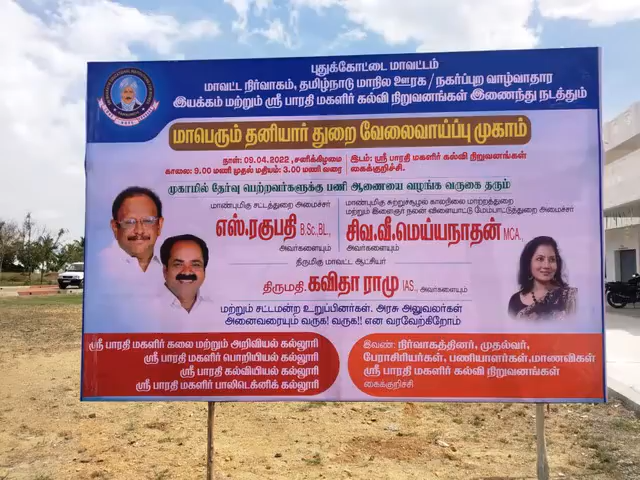 புதுக்கோட்டை மாவட்டம்
மாவட்ட நிர்வாகம், தமிழ்நாடு மாநில ஊரக / நகர்ப்புற வாழ்வாதார
இயக்கம் மற்றும் ஸ்ரீ பாரதி மகளிர் கல்வி நிறுவனங்கள் இணைந்து நடத்தும்
மாபெரும் தனியார் துறை வேலைவாய்ப்பு முகாம்
நாள்: 09.04.2022 ,சனிக்கிழமை
காலை: 9.00 மணி முதல் மதியம்: 3.00 மணி வரை
இடம்: ஸ்ரீ பாரதி மகளிர் கல்வி நிறுவனங்கள்
கைக்குறிச்சி.
முகாமில் தேர்வு பெற்றவர்களுக்கு பணி ஆணையை வழங்க வருகை தரும்
மாண்புமிகு சட்டத்துறை அமைச்சர்
எஸ்.ரகுபதி B.Sc.,BL.,
அவர்களையும்
மாண்புமிகு சுற்றுச்சூழல் காலநிலை மாற்றத்துறை
மற்றும் இளைஞர் நலன் விளையாட்டு மேம்பயாட்டுத்துறை அமைச்சர்
சிவ.வீ.மெய்யநாதன் MCA.,
அவர்களையும்
திருமிகு மாவட்ட ஆட்சியர்
திருமதி.கவிதா ராமு IAS., அவர்களையும்
மற்றும் சட்டமன்ற உறுப்பினர்கள். அரசு அலுவலர்கள்
அனைவரையும் வருக! வருக!! என வரவேற்கிறோம்
ஸ்ரீ பாரதி மகளிர் கலை மற்றும் அறிவியல் கல்லூரி
ஸ்ரீ பாரதி மகளிர் பொறியியல் கல்லூரி
ஸ்ரீ பாரதி மகளிர் கல்வியியல் கல்லூரி
ஸ்ரீ பாரதி மகளிர் பாலிடெக்னிக் கல்லூரி
இவண்: நிர்வாகத்தினர், முதல்வர்,
பேராசிரியர்கள், பணியாளர்கள்,மாணவிகள்
ஸ்ரீ பாரதி மகளிர் கல்வி நிறுவனங்கள்
கைக்குறிச்சி